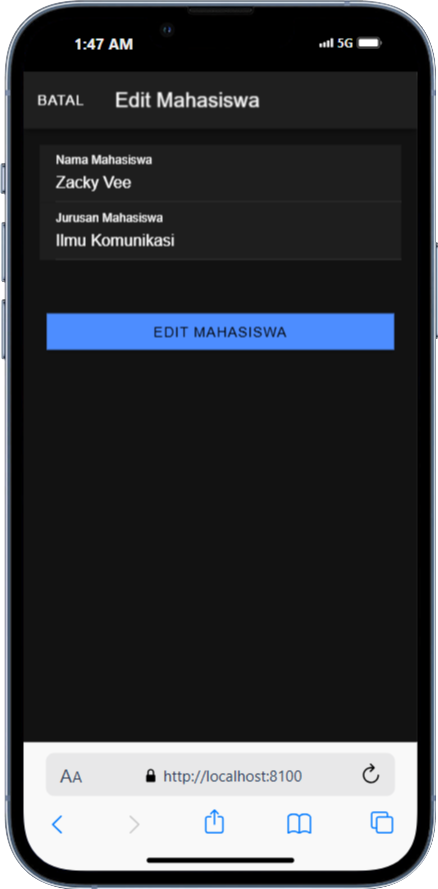 1:47 AM
5G
BATAL
Edit Mahasiswa
Nama Mahasiswa
Zacky Vee
Jurusan Mahasiswa
Ilmu Komunikasi
EDIT MAHASISWA
AA
http://localhost:8100